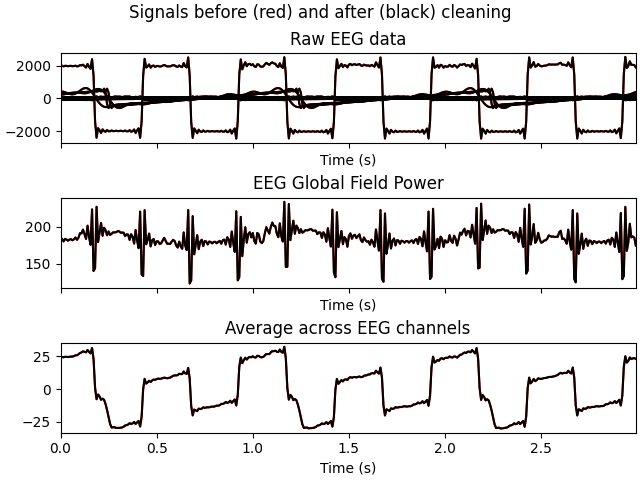 Signals before (red) and after (black) cleaning
Raw EEG data
2000
0
−2000
Time (s)
EEG Global Field Power
200
150
Time (s)
Average across EEG channels
25
0
−25
0.0 0.5 1.0 1.5 2.0 2.5
Time (s)